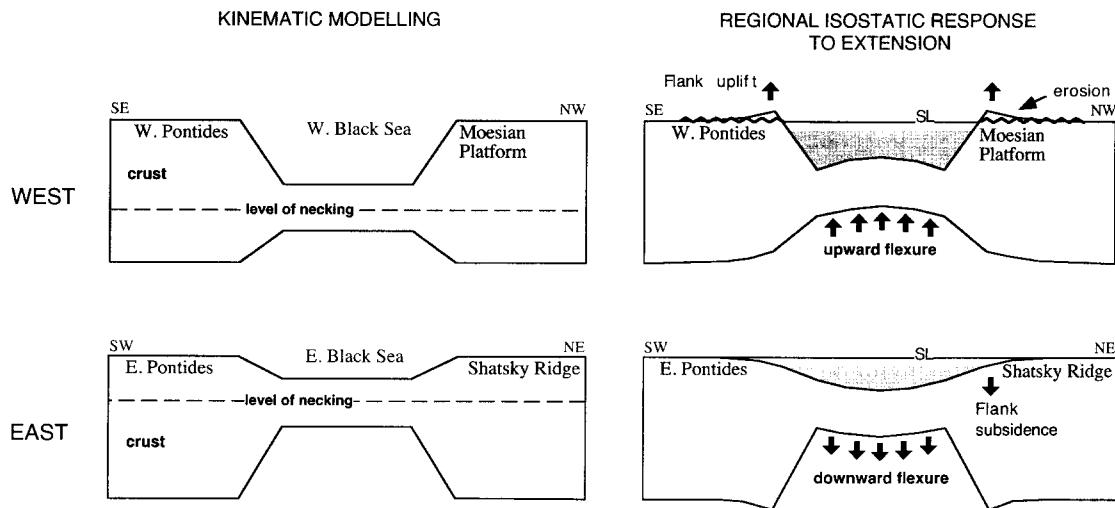 KINEMATIC MODELLING
REGIONAL ISOSTATIC RESPONSE
TO EXTENSION
WEST
SE
NW
W. Pontides
W. Black Sea
Moesian
Platform
crust
level of necking
Flank uplift
erosion
SE
SL
NW
W. Pontides
Moesian
Platform
upward flexure
EAST
SW
NE
E. Pontides
E. Black Sea
Shatsky Ridge
level of necking
crust
SW
SL
NE
E. Pontides
Shatsky Ridge
Flank
subsidence
downward flexure